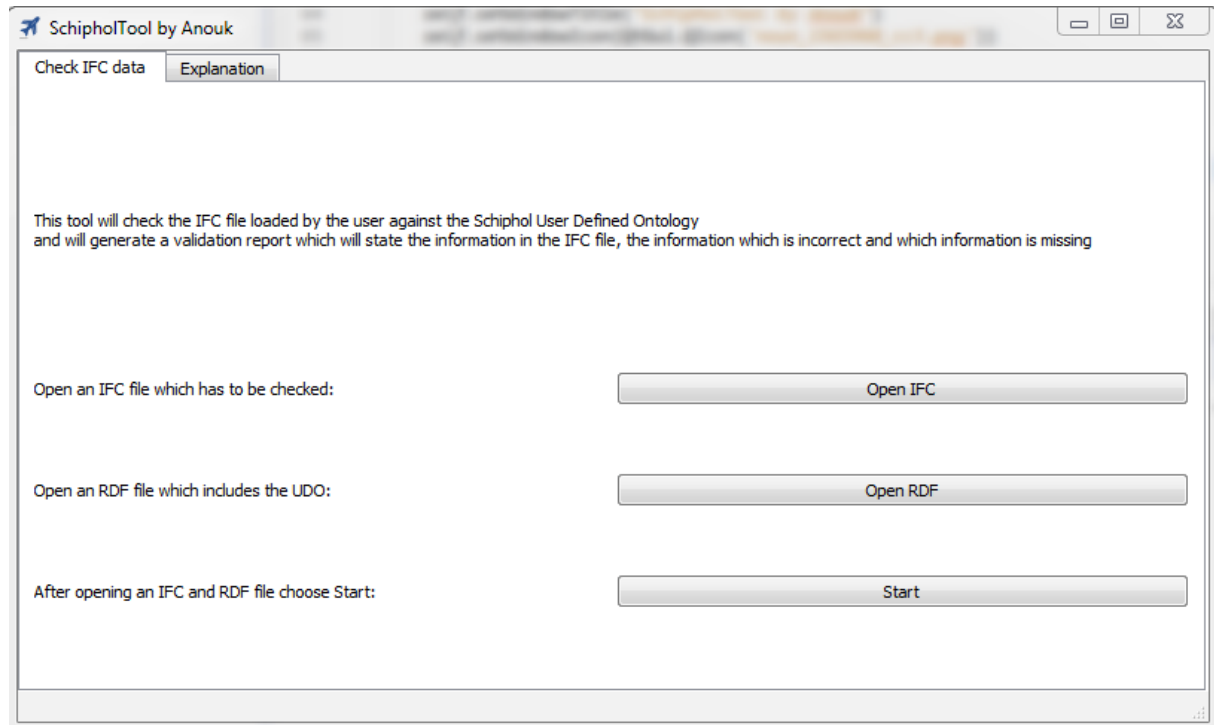 SchipholTool by Anouk
Check IFC data
Explanation
This tool will check the IFC file loaded by the user against the Schiphol User Defined Ontology
and will generate a validation report which will state the information in the IFC file, the information which is incorrect and which information is missing
Open an IFC file which has to be checked:
Open IFC
Open an RDF file which includes the UDO:
Open RDF
After opening an IFC and RDF file choose Start:
Start